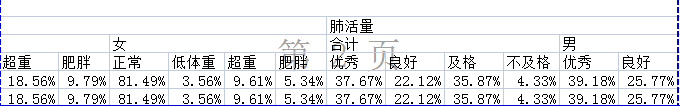 肺活量
女 合计 男
超重 肥胖 正常 低体重 超重 肥胖 优秀 良好 及格 不及格 优秀 良好
18.56% 9.79% 81.49% 3.56% 9.61% 5.34% 37.67% 22.12% 35.87% 4.33% 39.18% 25.77%
18.56% 9.79% 81.49% 3.56% 9.61% 5.34% 37.67% 22.12% 35.87% 4.33% 39.18% 25.77%
第 2 页